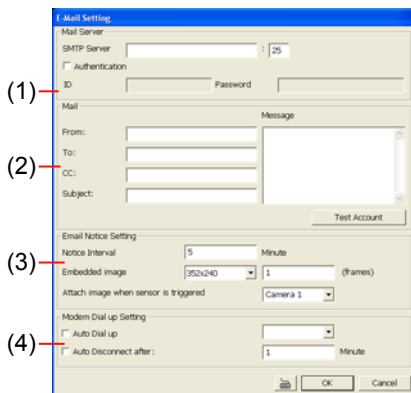 E-Mail Setting
Mail Server
SMTP Server : 25
Authentication
(1)
ID Password
Mail
Message
From:
To:
(2)
CC:
Subject:
Test Account
Email Notice Setting
Notice Interval 5 Minute
(3)
Embedded image 352x240 1 (frames)
Attach image when sensor is triggered Camera 1
Modem Dial up Setting
Auto Dial up
(4)
Auto Disconnect after: 1 Minute
OK Cancel